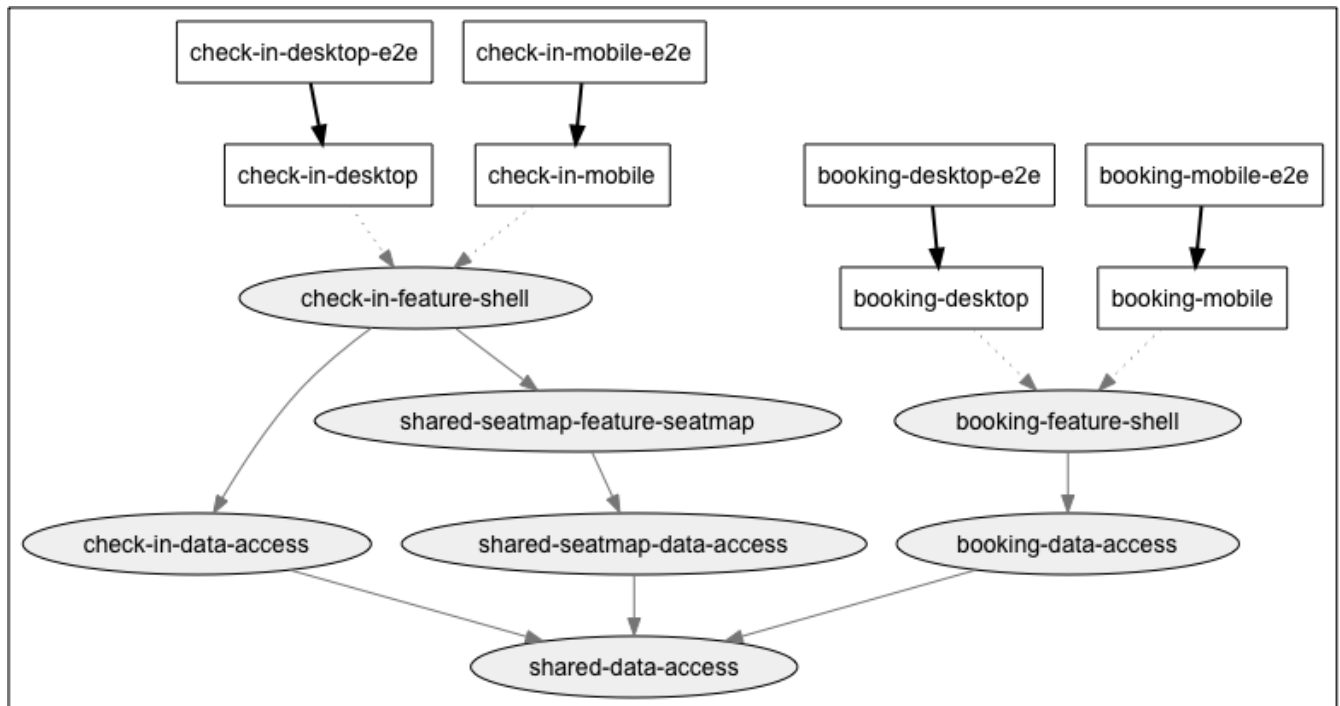 check-in-desktop-e2e
check-in-mobile-e2e
check-in-desktop
check-in-mobile
booking-desktop-e2e
booking-mobile-e2e
check-in-feature-shell
booking-desktop
booking-mobile
shared-seatmap-feature-seatmap
booking-feature-shell
check-in-data-access
shared-seatmap-data-access
booking-data-access
shared-data-access